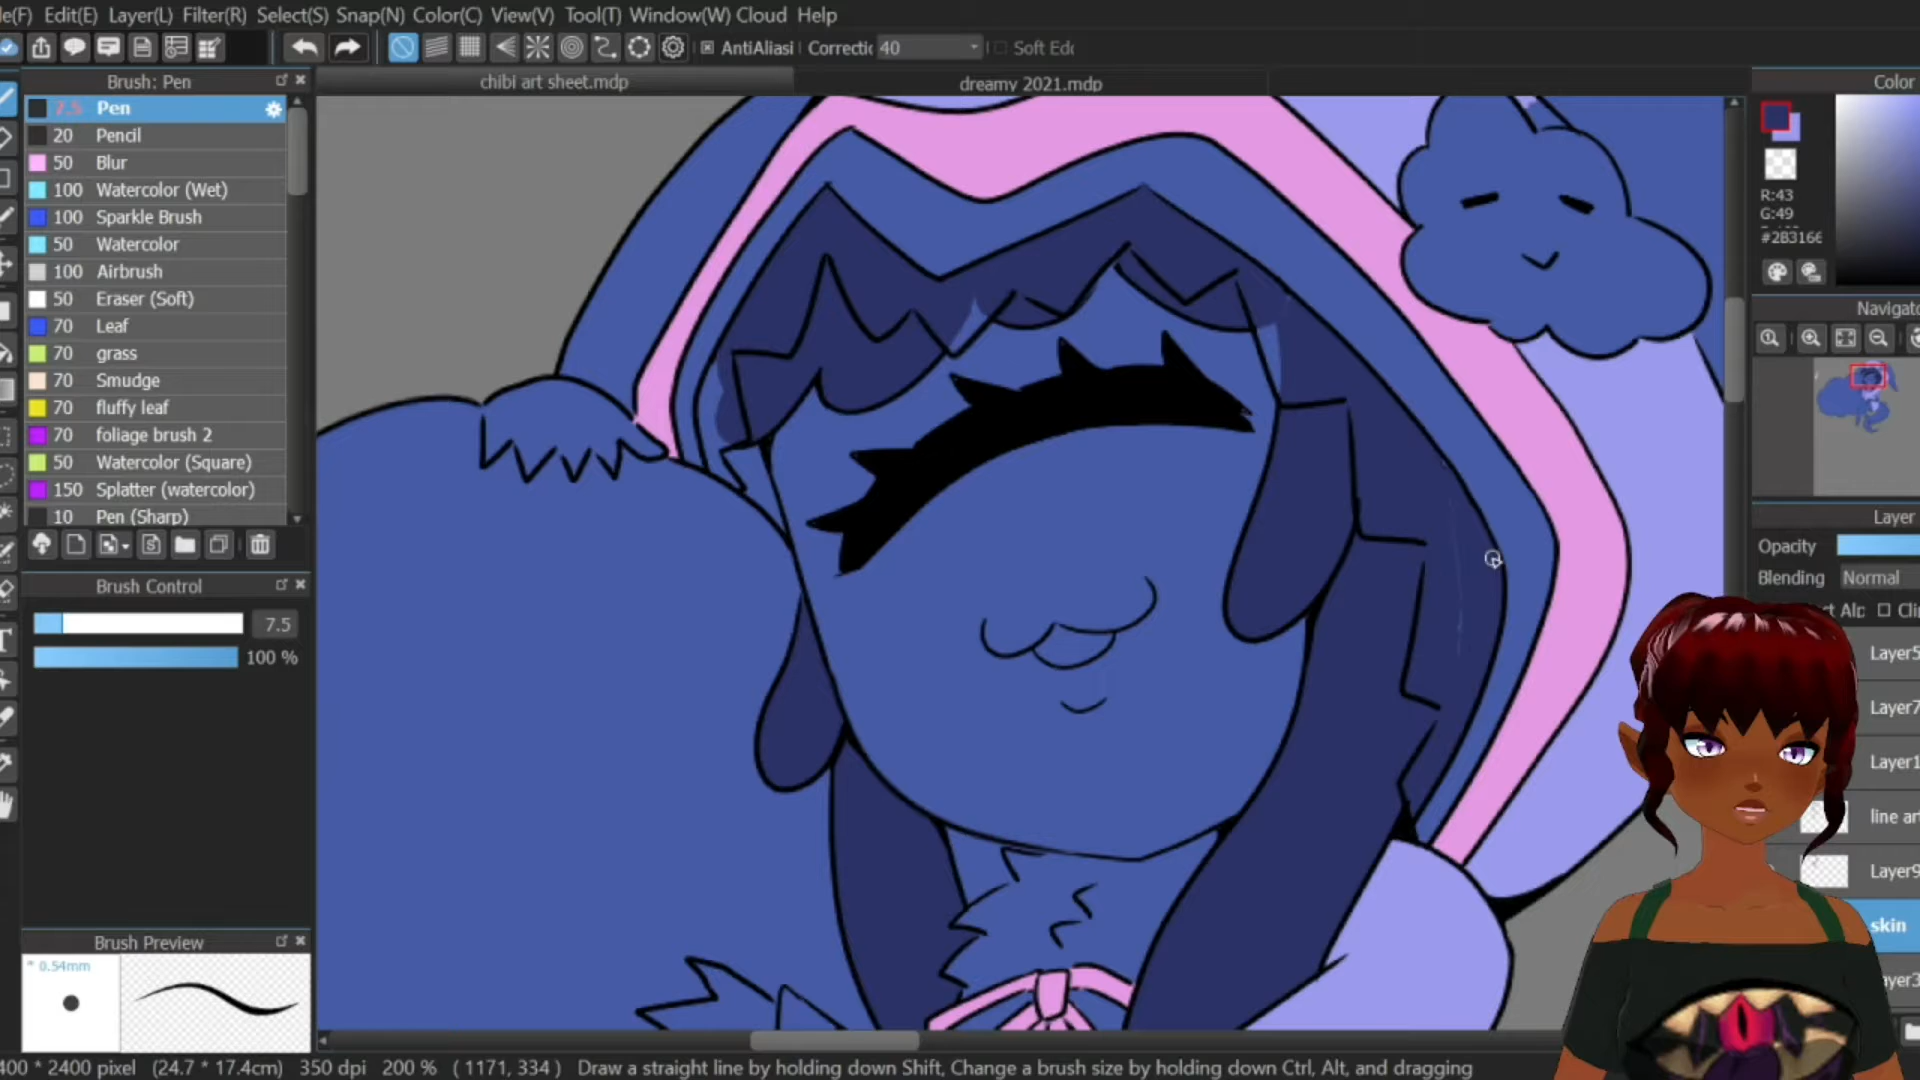 le(F) Edit(E) Layer(L) Filter(R) Select(S) Snap(N) Color(C) View(V) Tool(T) Window(W) Cloud Help
AntiAliasi Correctic 40 Soft Edg
Brush: Pen
chibi art sheet.mdp
dreamy 2021.mdp
Color
7.5 Pen
20 Pencil
50 Blur
100 Watercolor (Wet)
100 Sparkle Brush
50 Watercolor
100 Airbrush
50 Eraser (Soft)
70 Leaf
70 grass
70 Smudge
70 fluffy leaf
70 foliage brush 2
50 Watercolor (Square)
150 Splatter (watercolor)
10 Pen (Sharp)
R:43
G:49
#2B3166
Navigato
Layer
Opacity
Blending Normal
Layer5
Layer7
Layer1
line ar
Layer9
skin
ayer3
Brush Control
7.5
100 %
Brush Preview
* 0.54mm
400 * 2400 pixel (24.7 * 17.4cm) 350 dpi 200 % ( 1171, 334 ) Draw a straight line by holding down Shift, Change a brush size by holding down Ctrl, Alt, and dragging